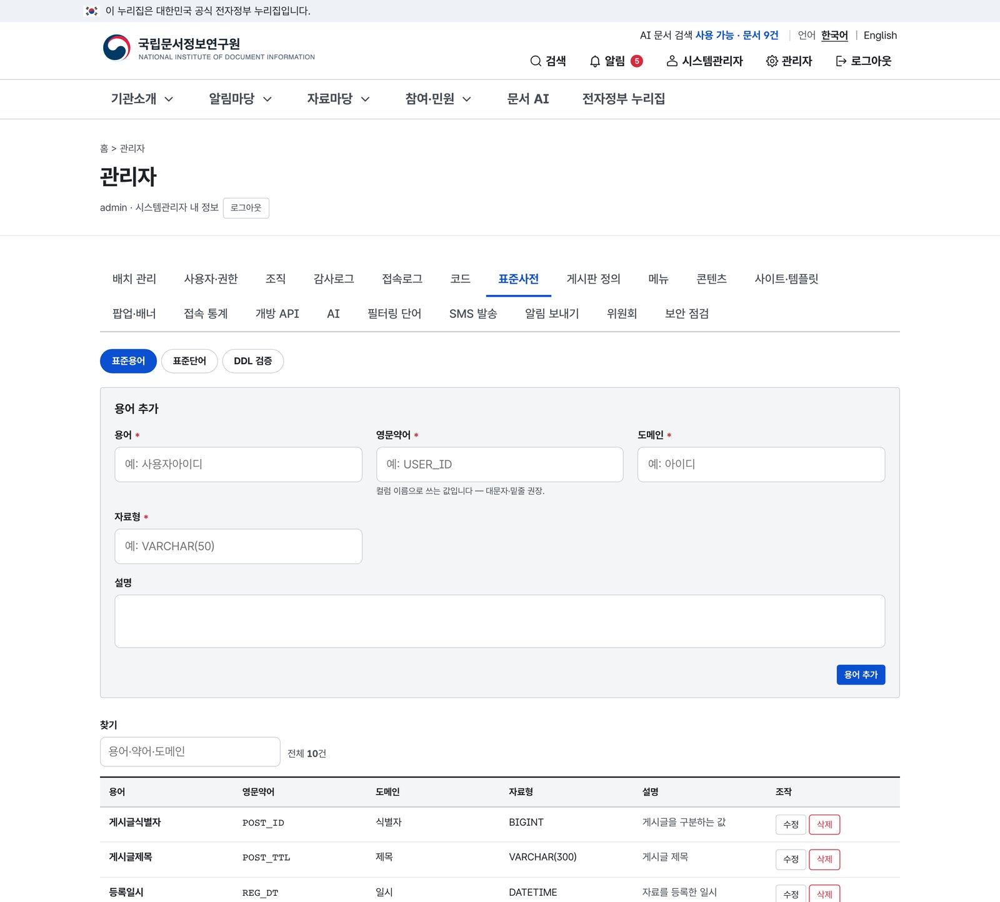 이 누리집은 대한민국 공식 전자정부 누리집입니다.
국립문서정보연구원
NATIONAL INSTITUTE OF DOCUMENT INFORMATION
AI 문서 검색 사용 가능 · 문서 9건 언어 한국어 English
검색 알림 5 시스템관리자 관리자 로그아웃
기관소개 알림마당 자료마당 참여·민원 문서 AI 전자정부 누리집
홈 > 관리자
관리자
admin · 시스템관리자 내 정보 로그아웃
배치 관리 사용자·권한 조직 감사로그 접속로그 코드 표준사전 게시판 정의 메뉴 콘텐츠 사이트·템플릿
팝업·배너 접속 통계 개방 API AI 필터링 단어 SMS 발송 알림 보내기 위원회 보안 점검
표준용어 표준단어 DDL 검증
용어 추가
용어 * 영문약어 * 도메인 *
예: 사용자아이디 예: USER_ID 예: 아이디
컬럼 이름으로 쓰는 값입니다 — 대문자·밑줄 권장.
자료형 *
예: VARCHAR(50)
설명
용어 추가
찾기
용어·약어·도메인 전체 10건
용어 영문약어 도메인 자료형 설명 조작
게시글식별자 POST_ID 식별자 BIGINT 게시글을 구분하는 값 수정 삭제
게시글제목 POST_TTL 제목 VARCHAR(300) 게시글 제목 수정 삭제
등록일시 REG_DT 일시 DATETIME 자료를 등록한 일시 수정 삭제